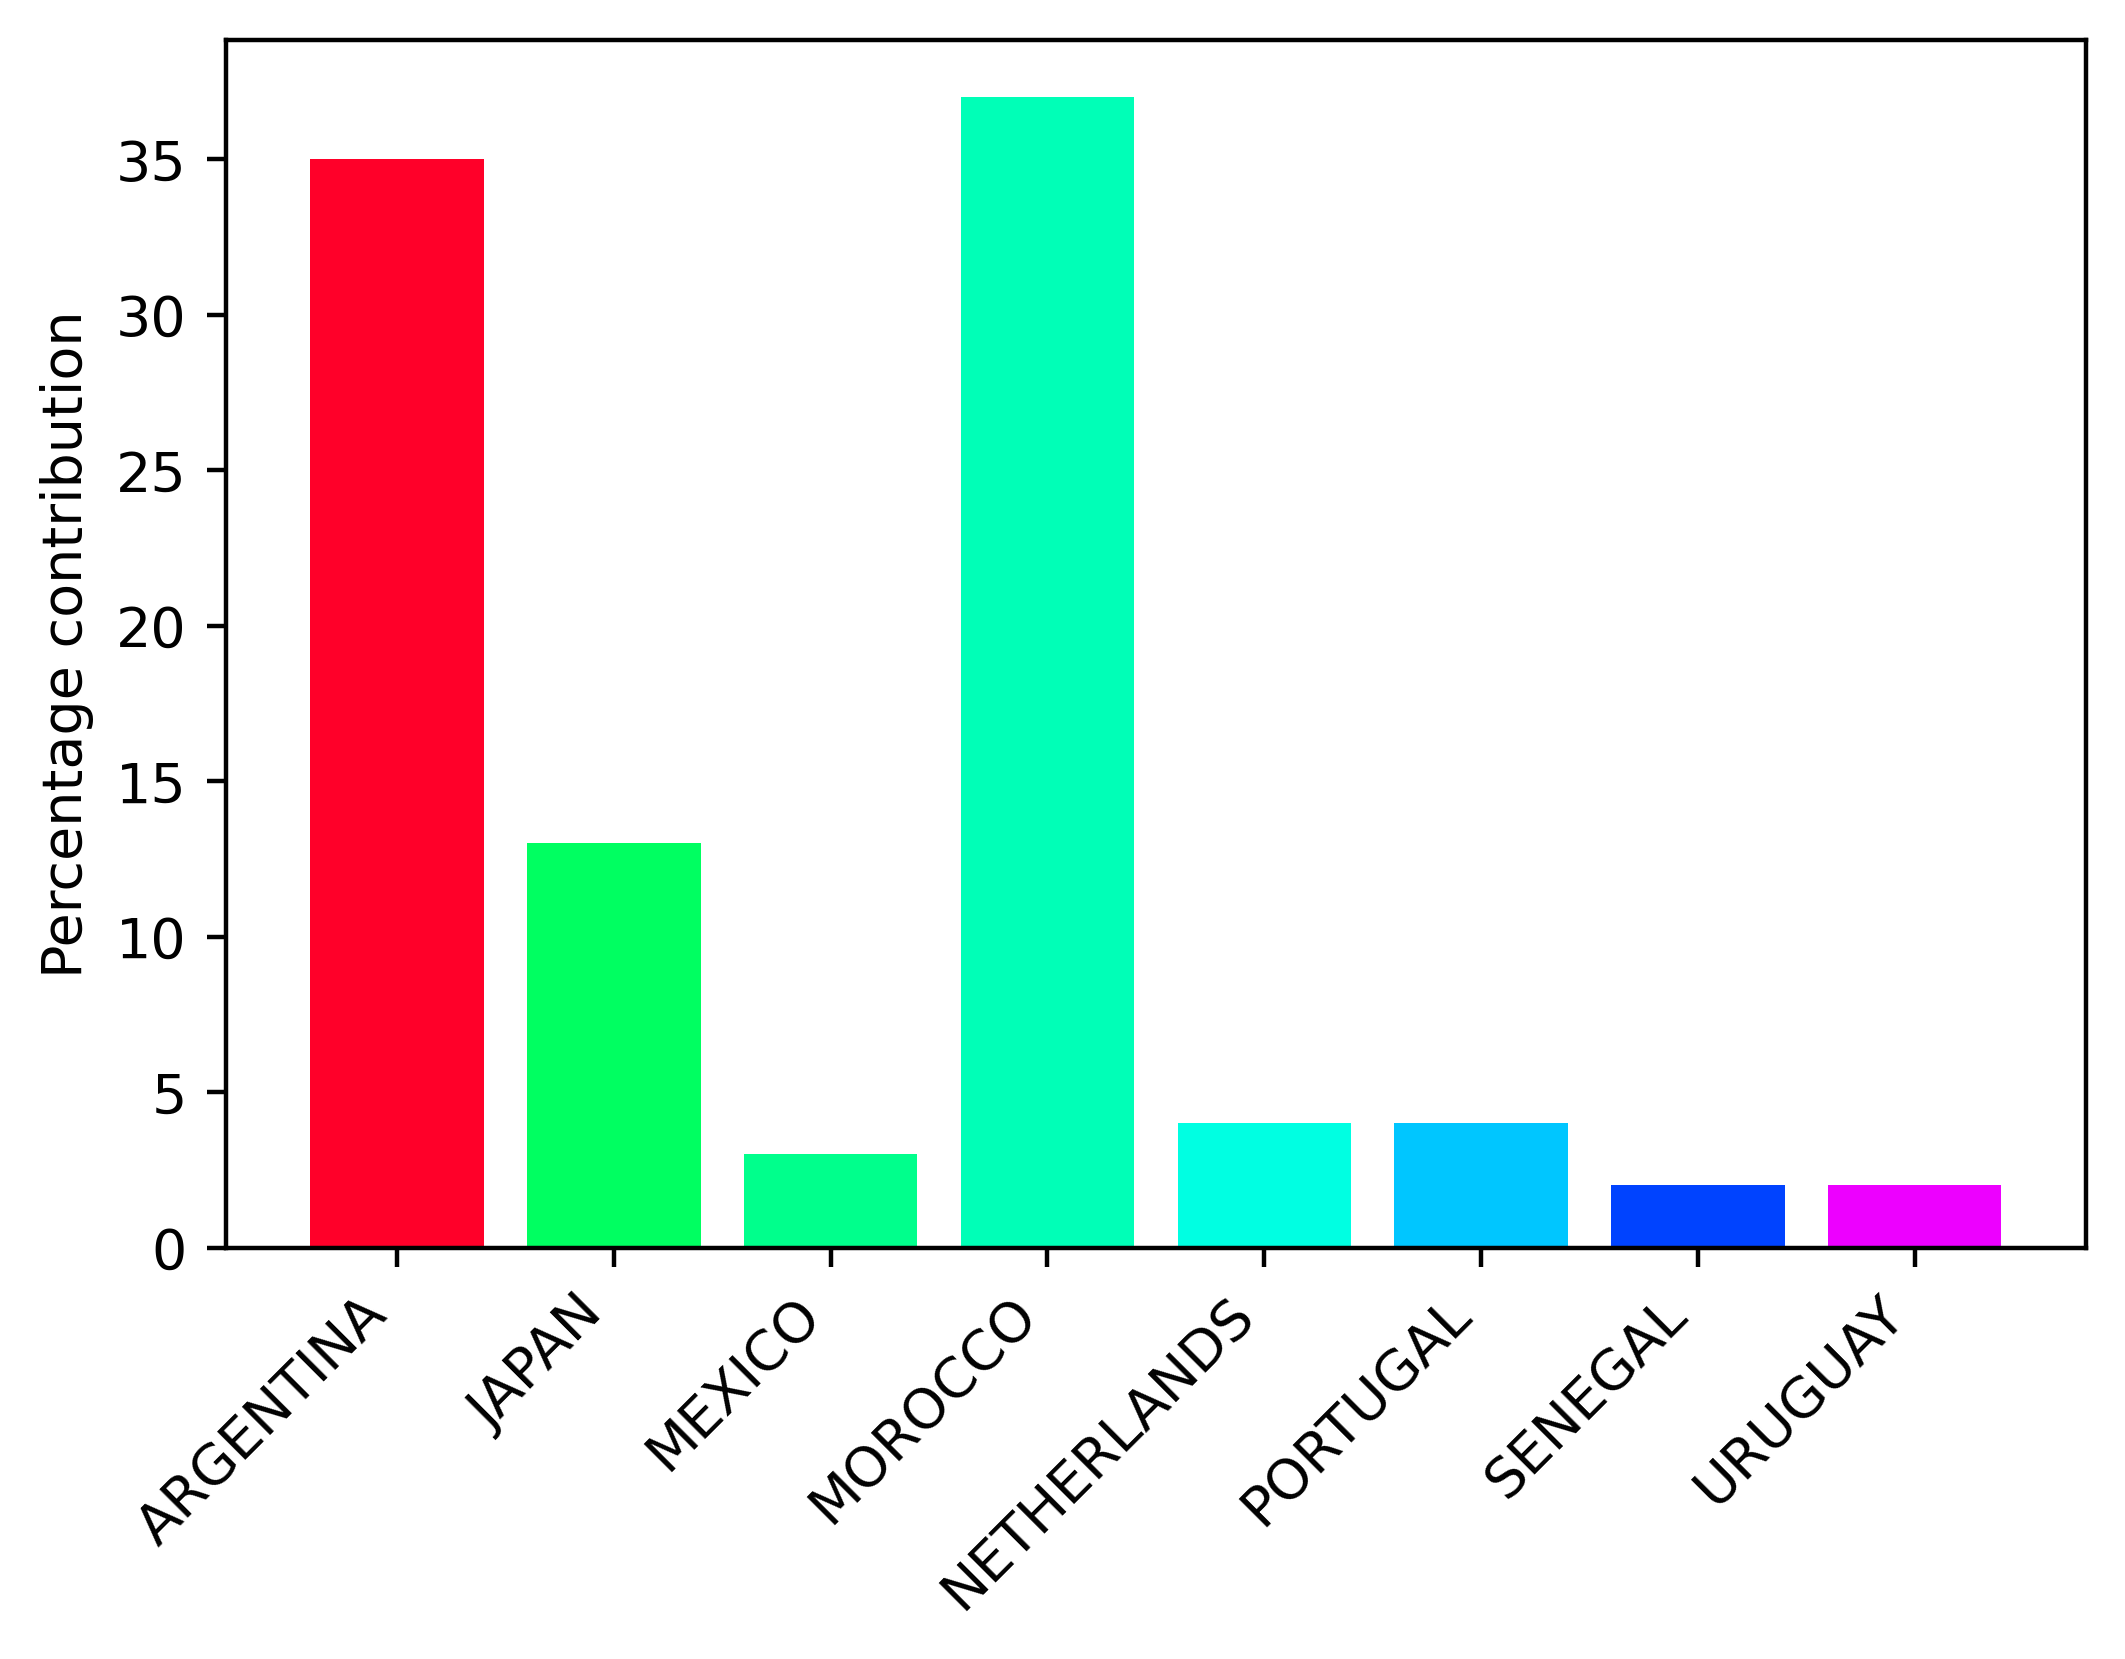 Percentage contribution
35
30
25
20
15
10
5
0
ARGENTINA
JAPAN
MEXICO
MOROCCO
NETHERLANDS
PORTUGAL
SENEGAL
URUGUAY